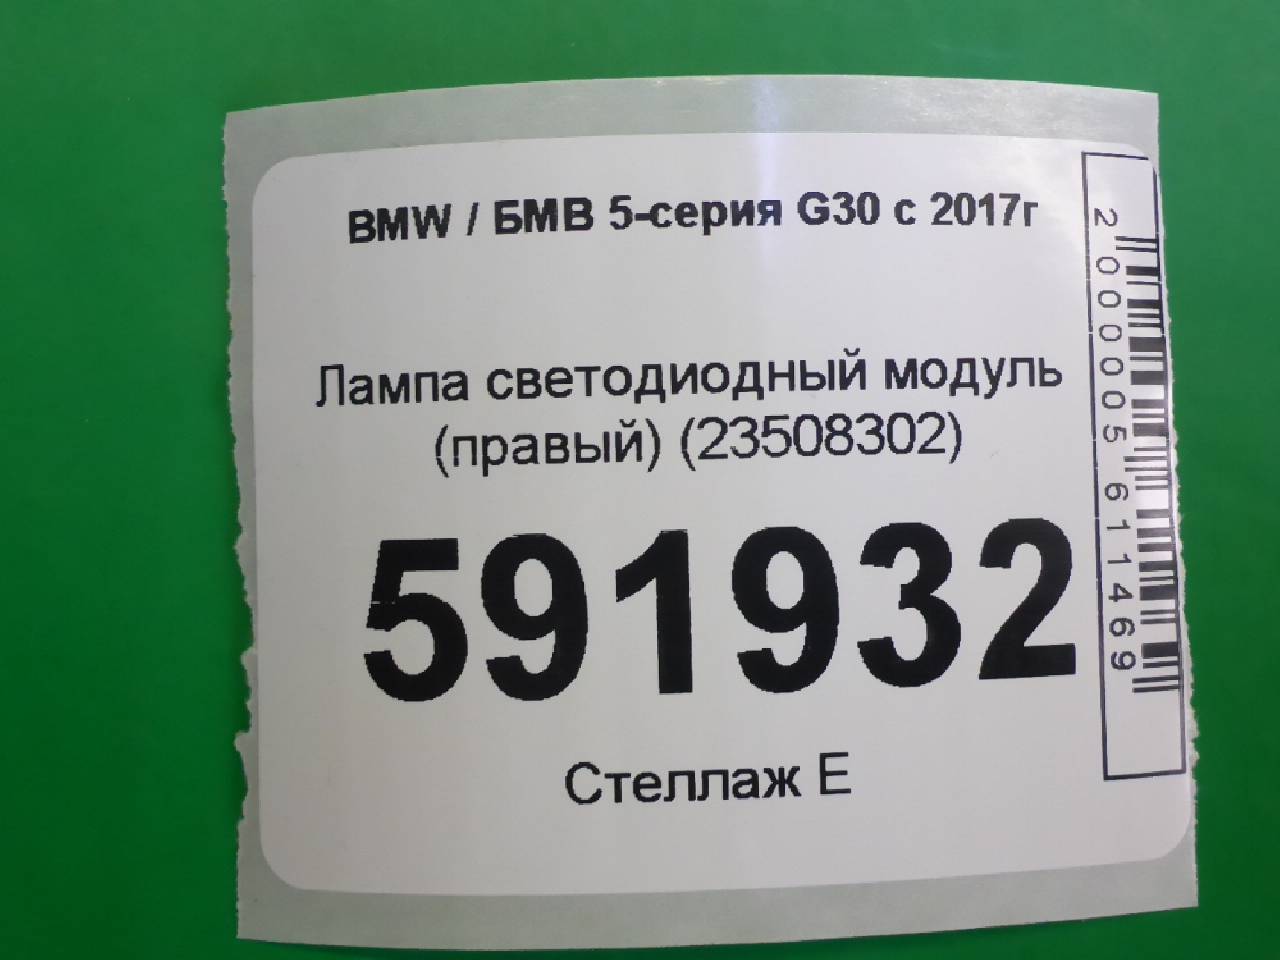 BMW / БМВ 5-серия G30 с 2017г
Лампа светодиодный модуль
(правый) (23508302)
591932
Стеллаж Е
2000005611469